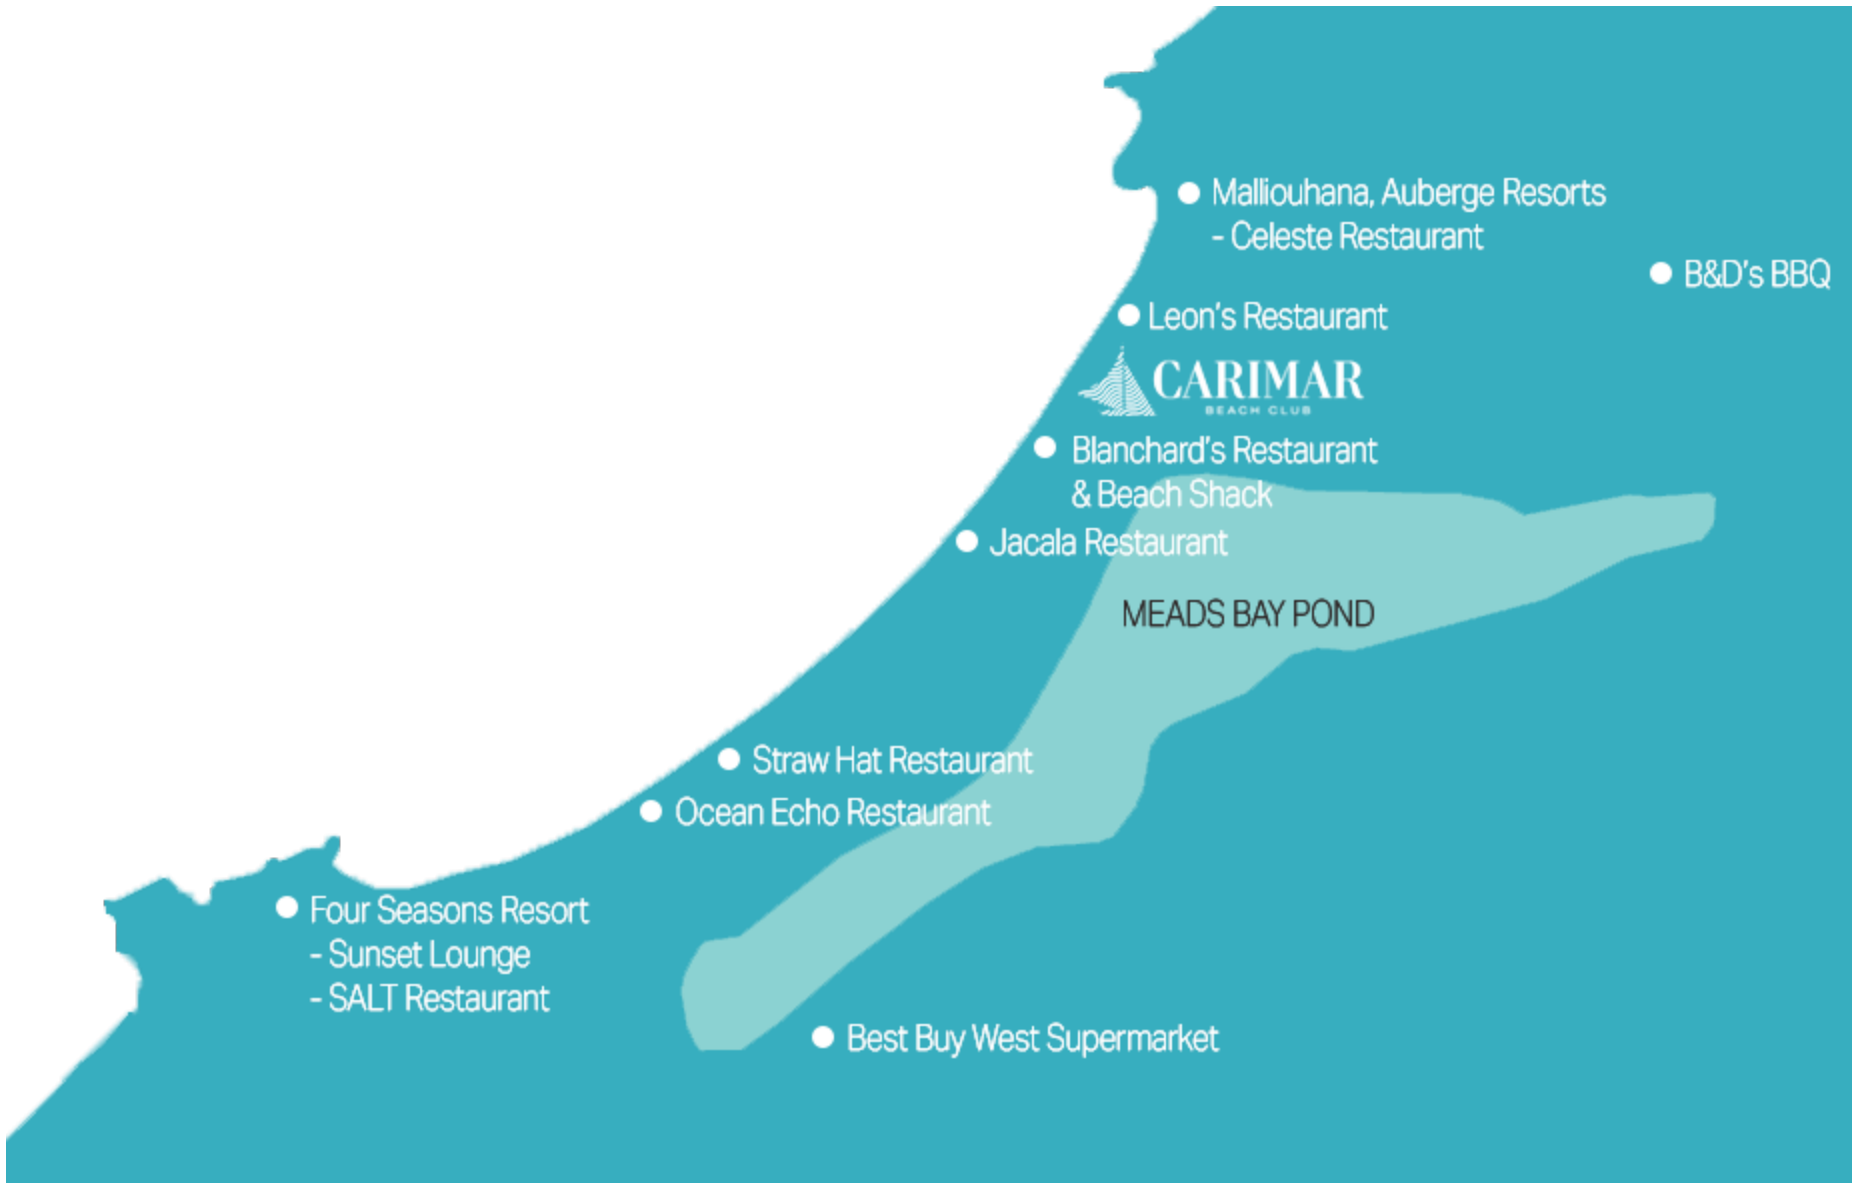 Malliouhana, Auberge Resorts
- Celeste Restaurant
B&D's BBQ
Leon's Restaurant
CARIMAR
BEACH CLUB
Blanchard's Restaurant
& Beach Shack
Jacala Restaurant
MEADS BAY POND
Straw Hat Restaurant
Ocean Echo Restaurant
Four Seasons Resort
- Sunset Lounge
- SALT Restaurant
Best Buy West Supermarket